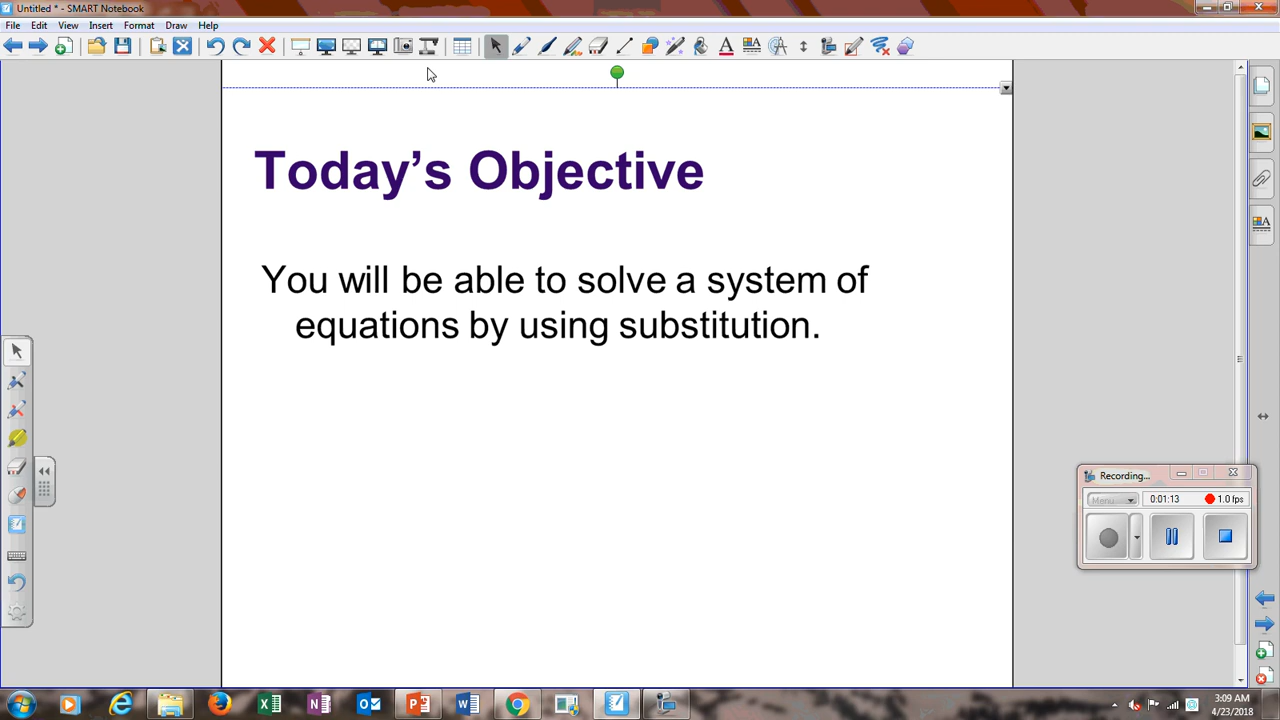 Untitled * - SMART Notebook
File Edit View Insert Format Draw Help
Today's Objective
You will be able to solve a system of
equations by using substitution.
Recording...
Menu 0:01:13 1.0 fps
3:09 AM
4/23/2018